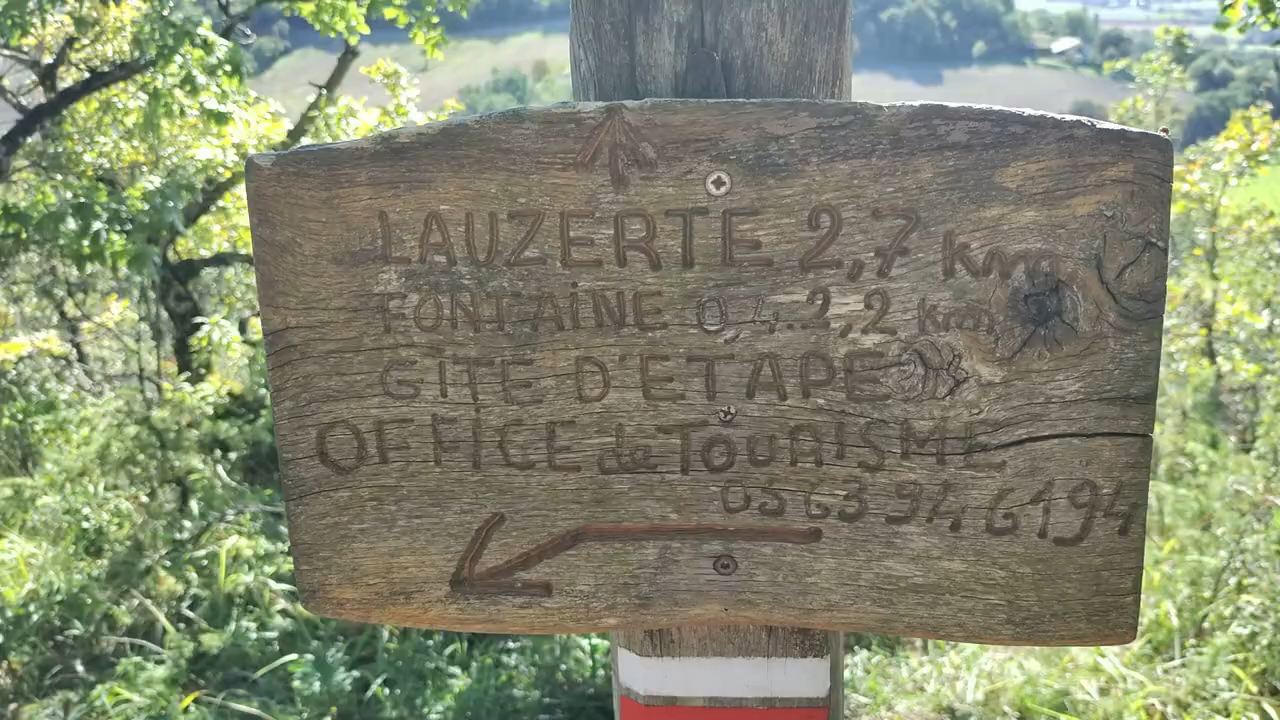 LAUZERTE 2,7 Km
FONTAINE 0,4.2,2 Km
GITE D'ETAPE
OFFICE de TOURISME
05 63 94 61 94